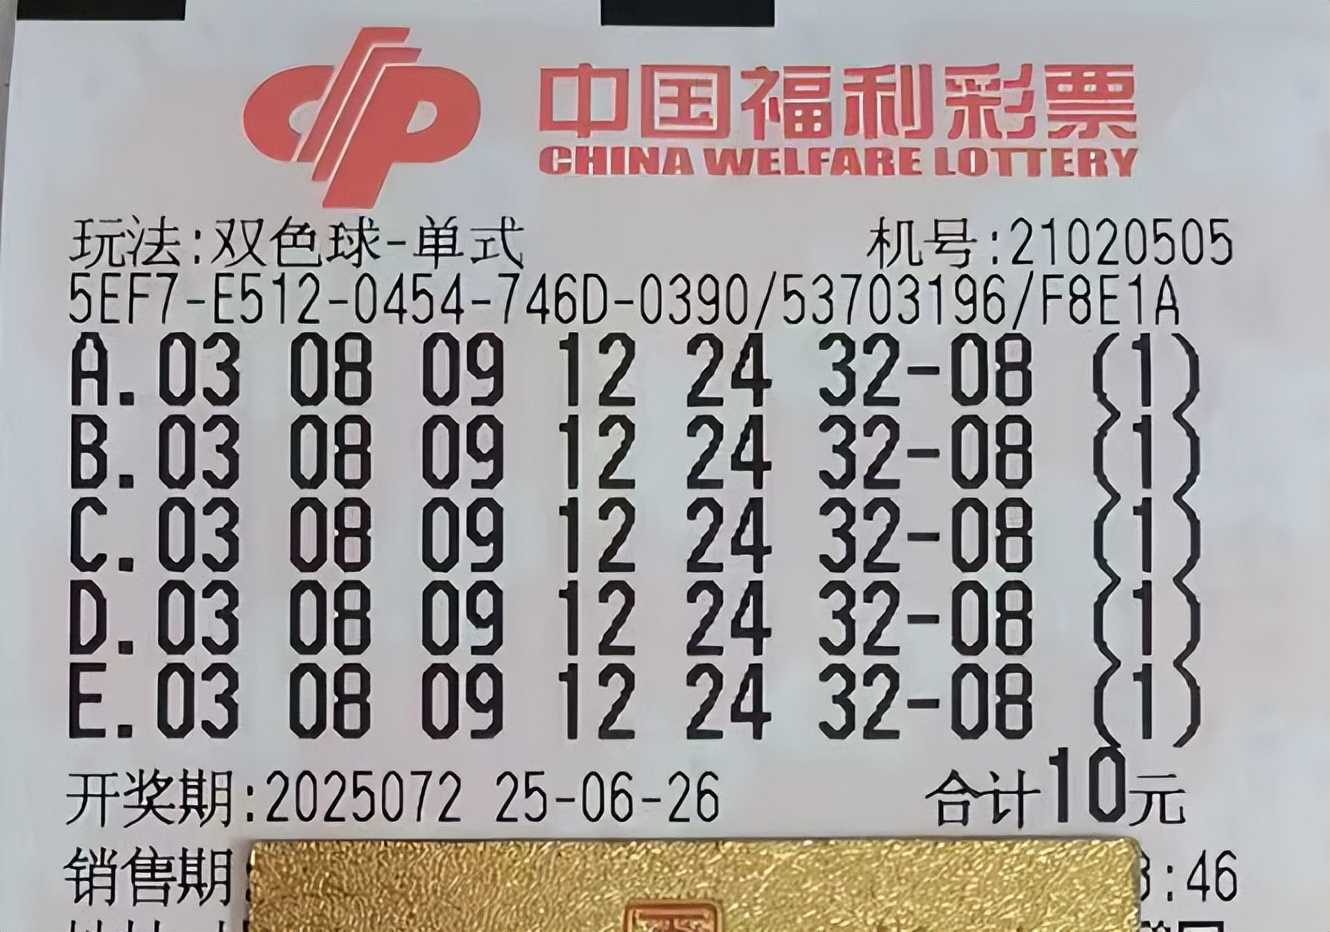 中国福利彩票
CHINA WELFARE LOTTERY
玩法:双色球-单式 机号:21020505
5EF7-E512-0454-746D-0390/53703196/F8E1A
A.03 08 09 12 24 32-08 (1)
B.03 08 09 12 24 32-08 (1)
C.03 08 09 12 24 32-08 (1)
D.03 08 09 12 24 32-08 (1)
E.03 08 09 12 24 32-08 (1)
开奖期:2025072 25-06-26 合计10元
销售期: :46